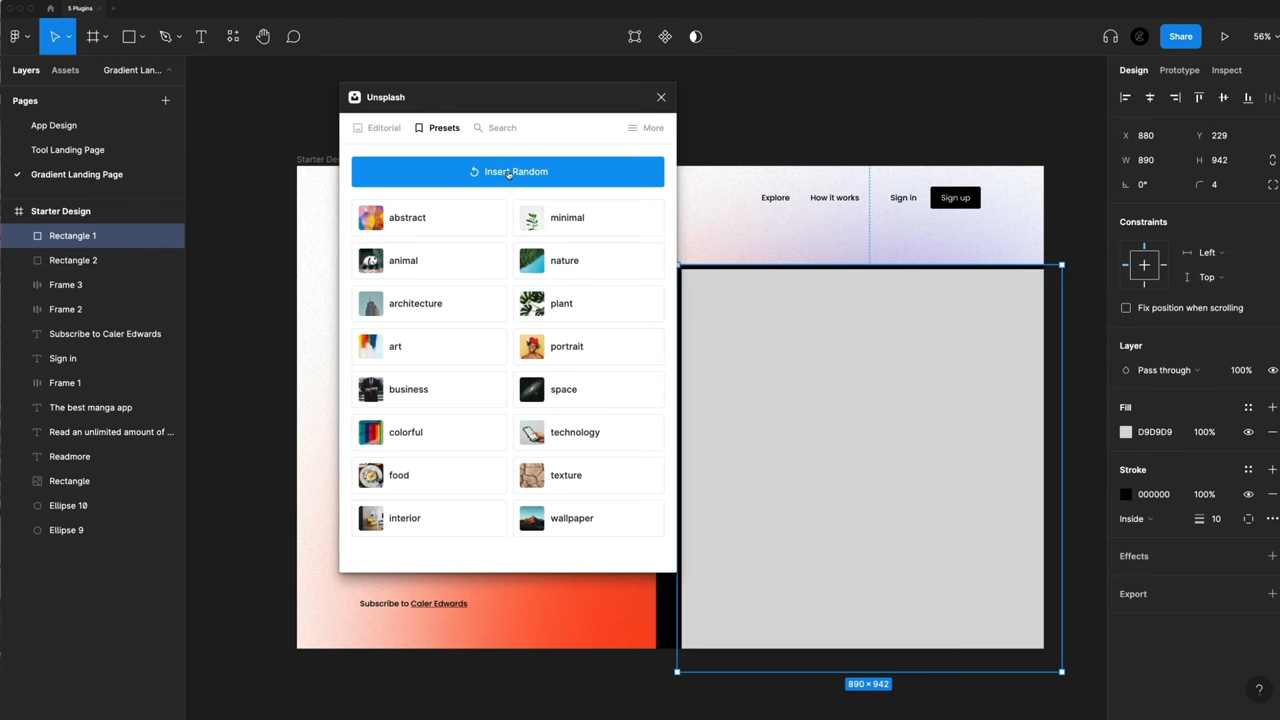 5 Plugins
Share
56%
Layers
Assets
Gradient Lan...
Pages
App Design
Tool Landing Page
Gradient Landing Page
Starter Design
Rectangle 1
Rectangle 2
Frame 3
Frame 2
Subscribe to Caler Edwards
Sign in
Frame 1
The best manga app
Read an unlimited amount of ...
Readmore
Rectangle
Ellipse 10
Ellipse 9
Unsplash
Editorial
Presets
Search
More
Insert Random
abstract
minimal
animal
nature
architecture
plant
art
portrait
business
space
colorful
technology
food
texture
interior
wallpaper
Starter De
Explore
How it works
Sign in
Sign up
Subscribe to Caler Edwards
890 × 942
Design
Prototype
Inspect
X 880
Y 229
W 890
H 942
0°
4
Constraints
Left
Top
Fix position when scrolling
Layer
Pass through
100%
Fill
D9D9D9
100%
Stroke
000000
100%
Inside
10
Effects
Export
?